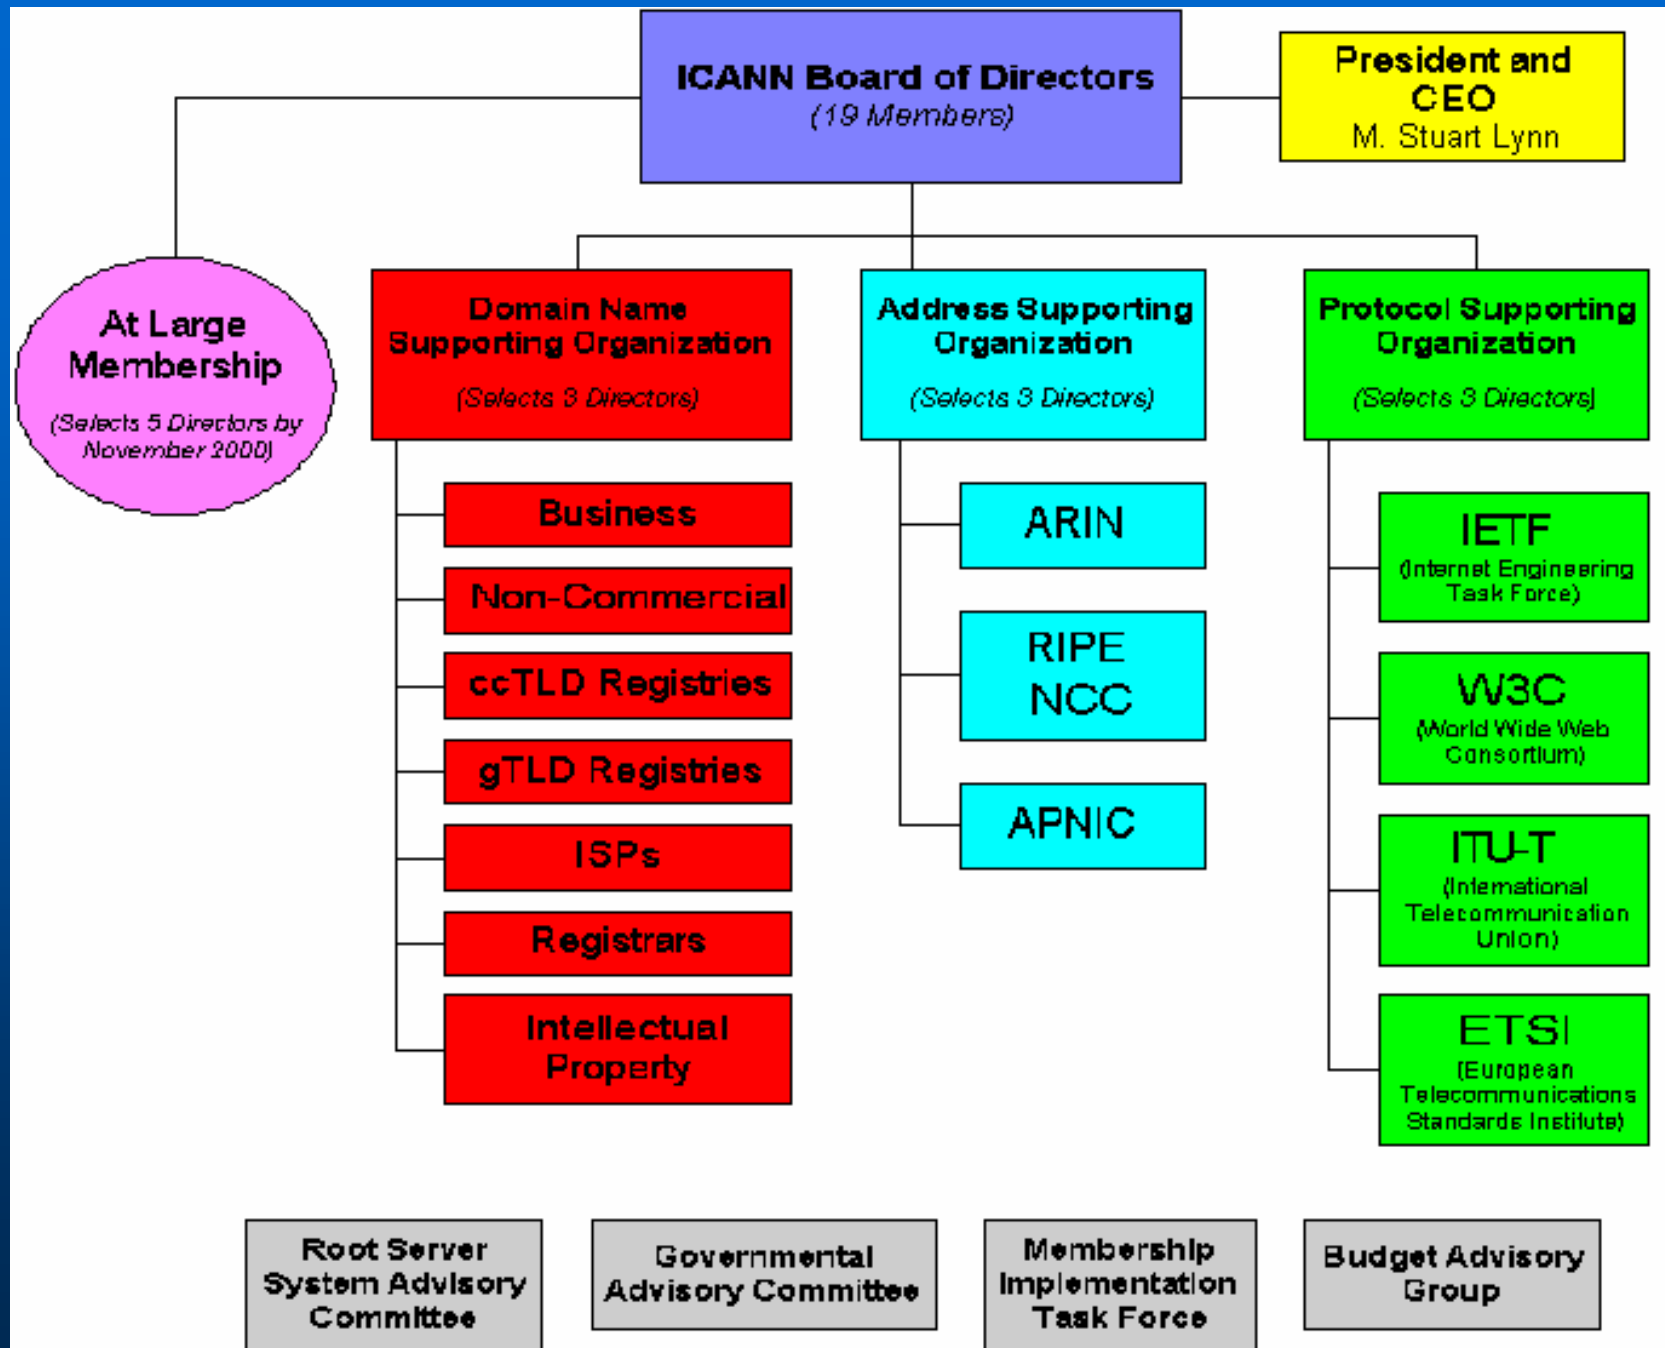 ICANN Board of Directors
(19 Members)
President and
CEO
M. Stuart Lynn
At Large
Membership
(Selects 5 Directors by
November 2000)
Domain Name
Supporting Organization
(Selects 3 Directors)
Business
Non-Commercial
ccTLD Registries
gTLD Registries
ISPs
Registrars
Intellectual
Property
Address Supporting
Organization
(Selects 3 Directors)
ARIN
RIPE
NCC
APNIC
Protocol Supporting
Organization
(Selects 3 Directors)
IETF
(Internet Engineering
Task Force)
W3C
(World Wide Web
Consortium)
ITU-T
(International
Telecommunication
Union)
ETSI
(European
Telecommunications
Standards Institute)
Root Server
System Advisory
Committee
Governmental
Advisory Committee
Membership
Implementation
Task Force
Budget Advisory
Group